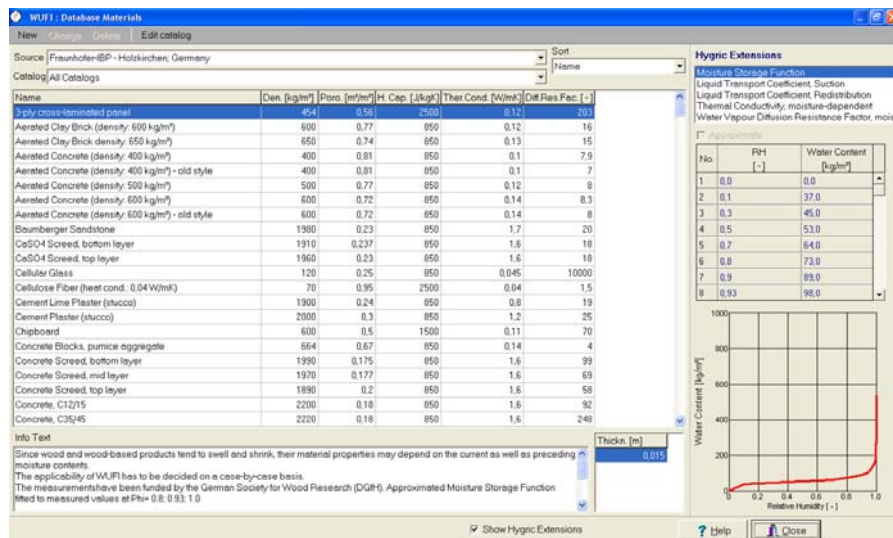 WUFI : Database Materials
New Change Delete Edit catalog
Source Fraunhofer-IBP - Holzkirchen; Germany
Sort
Name
Catalog All Catalogs
Name Den. [kg/m³] Poro. [m³/m³] H. Cap. [J/kgK] Ther.Cond. [W/mK] Diff.Res.Fac. [-]
3-ply cross-laminated panel 454 0,56 2500 0,12 203
Aerated Clay Brick (density: 600 kg/m³) 600 0,77 850 0,12 16
Aerated Clay Brick density: 650 kg/m³) 650 0,74 850 0,13 15
Aerated Concrete (density: 400 kg/m³) 400 0,81 850 0,1 7,9
Aerated Concrete (density: 400 kg/m³) - old style 400 0,81 850 0,1 7
Aerated Concrete (density: 500 kg/m³) 500 0,77 850 0,12 8
Aerated Concrete (density: 600 kg/m³) 600 0,72 850 0,14 8,3
Aerated Concrete (density: 600 kg/m³) - old style 600 0,72 850 0,14 8
Baumberger Sandstone 1980 0,23 850 1,7 20
CaSO4 Screed, bottom layer 1910 0,237 850 1,6 18
CaSO4 Screed, top layer 1960 0,23 850 1,6 18
Cellular Glass 120 0,25 850 0,045 10000
Cellulose Fiber (heat cond.: 0,04 W/mK) 70 0,95 2500 0,04 1,5
Cement Lime Plaster (stucco) 1900 0,24 850 0,8 19
Cement Plaster (stucco) 2000 0,3 850 1,2 25
Chipboard 600 0,5 1500 0,11 70
Concrete Blocks, pumice aggregate 664 0,67 850 0,14 4
Concrete Screed, bottom layer 1990 0,175 850 1,6 99
Concrete Screed, mid layer 1970 0,177 850 1,6 69
Concrete Screed, top layer 1890 0,2 850 1,6 58
Concrete, C12/15 2200 0,18 850 1,6 92
Concrete, C35/45 2220 0,18 850 1,6 248
Info Text
Since wood and wood-based products tend to swell and shrink, their material properties may depend on the current as well as preceding
moisture contents.
The applicability of WUFI has to be decided on a case-by-case basis.
The measurementshave been funded by the German Society for Wood Research (DGfH). Approximated Moisture Storage Function
fitted to measured values at Phi= 0.8; 0.93; 1.0
Thickn. [m]
0,015
Show Hygric Extensions
Hygric Extensions
Moisture Storage Function
Liquid Transport Coefficient, Suction
Liquid Transport Coefficient, Redistribution
Thermal Conductivity, moisture-dependent
Water Vapour Diffusion Resistance Factor, mois
Approximate
No. RH [-] Water Content [kg/m³]
1 0,0 0,0
2 0,1 37,0
3 0,3 45,0
4 0,5 53,0
5 0,7 64,0
6 0,8 73,0
7 0,9 89,0
8 0,93 98,0
Water Content [kg/m³]
1000
800
600
400
200
0
0 0.2 0.4 0.6 0.8 1.0
Relative Humidity [ - ]
Help Close